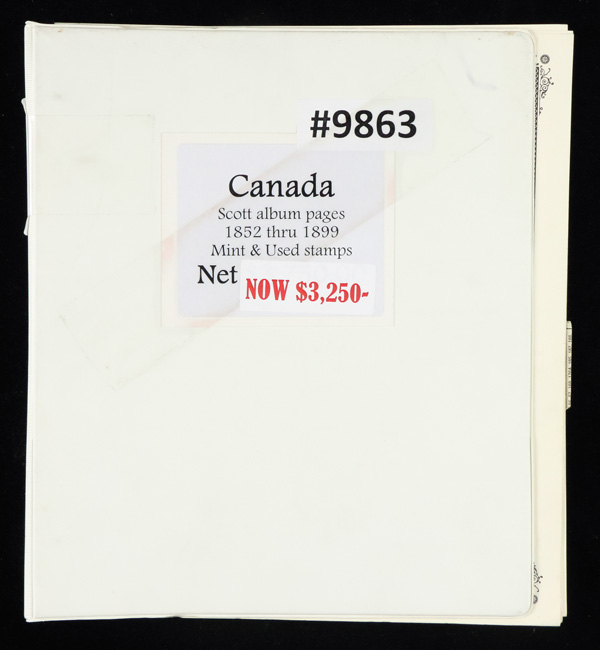 #9863
Canada
Scott album pages
1852 thru 1899
Mint & Used stamps
Net NOW $3,250-